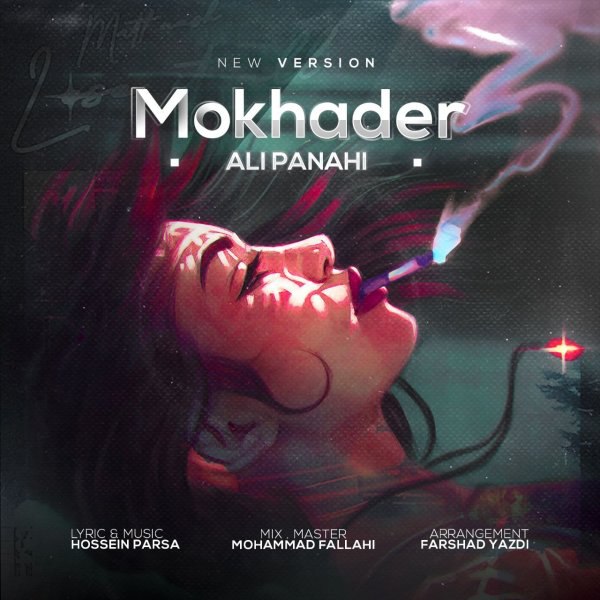 NEW VERSION
Mokhader
ALI PANAHI
LYRIC & MUSIC
HOSSEIN PARSA
MIX . MASTER
MOHAMMAD FALLAHI
ARRANGEMENT
FARSHAD YAZDI